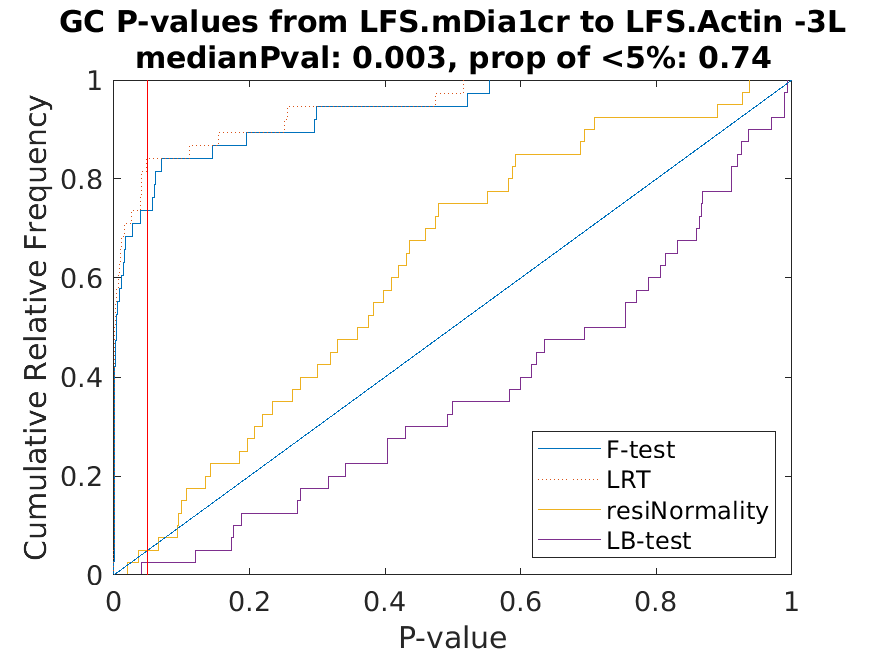 GC P-values from LFS.mDia1cr to LFS.Actin -3L
medianPval: 0.003, prop of <5%: 0.74
1
0.8
0.6
0.4
0.2
0
Cumulative Relative Frequency
F-test
LRT
resiNormality
LB-test
0 0.2 0.4 0.6 0.8 1
P-value